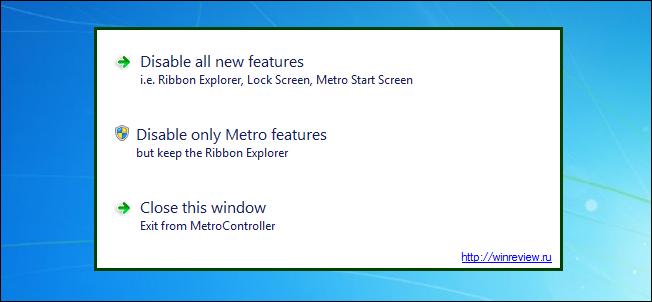 Disable all new features
i.e. Ribbon Explorer, Lock Screen, Metro Start Screen
Disable only Metro features
but keep the Ribbon Explorer
Close this window
Exit from MetroController
http://winreview.ru